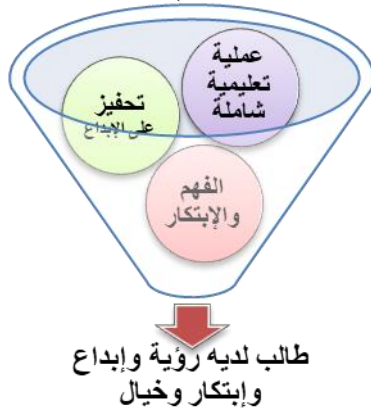 عملية
تعليمية
شاملة
تحفيز
على الإبداع
الفهم
والإبتكار
طالب لديه رؤية وإبداع
وإبتكار وخيال